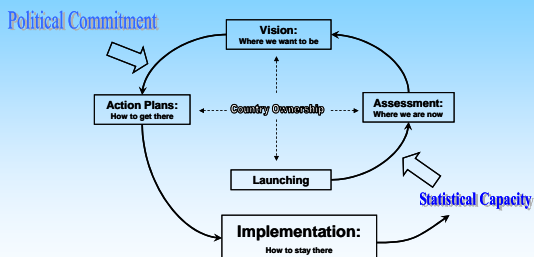 Political Commitment
Vision:
Where we want to be
Action Plans:
How to get there
Country Ownership
Assessment:
Where we are now
Launching
Statistical Capacity
Implementation:
How to stay there